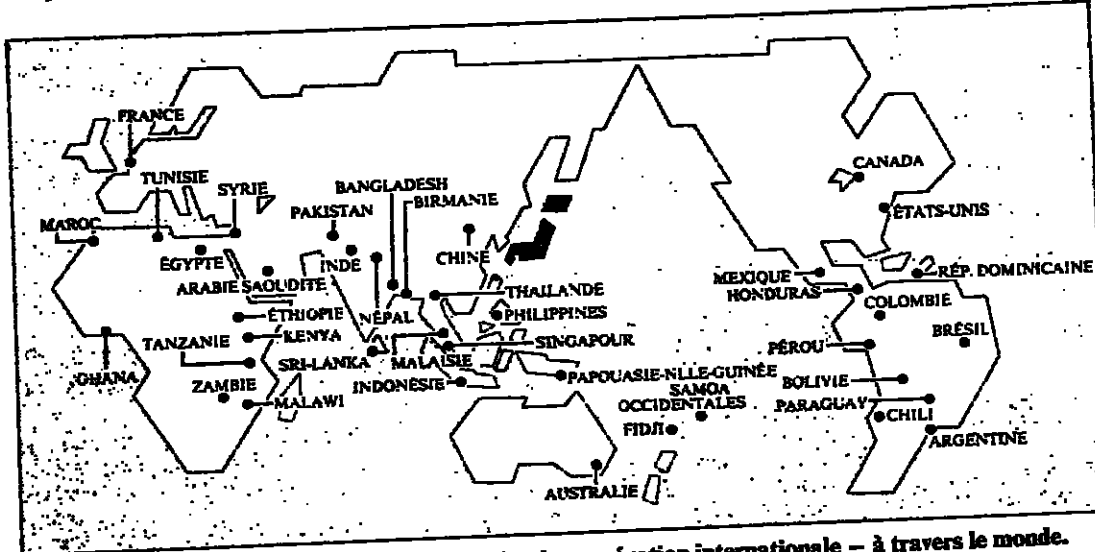 FRANCE
TUNISIE
SYRIE
BANGLADESH
BIRMANIE
PAKISTAN
MAROC
ÉGYPTE
INDE
CHINE
ARABIE SAOUDITE
CANADA
ÉTATS-UNIS
MEXIQUE
RÉP. DOMINICAINE
HONDURAS
COLOMBIE
ÉTHIOPIE
NÉPAL
THAILANDE
PHILIPPINES
TANZANIE
KENYA
SRI-LANKA
MALAISIE
SINGAPOUR
BRÉSIL
PÉROU
GHANA
ZAMBIE
MALAWI
INDONÉSIE
PAPOUASIE-NLLE-GUINÉE
SAMOA
OCCIDENTALES
FIDJI
BOLIVIE
PARAGUAY
CHILI
ARGENTINE
AUSTRALIE
internationale – à travers le monde.